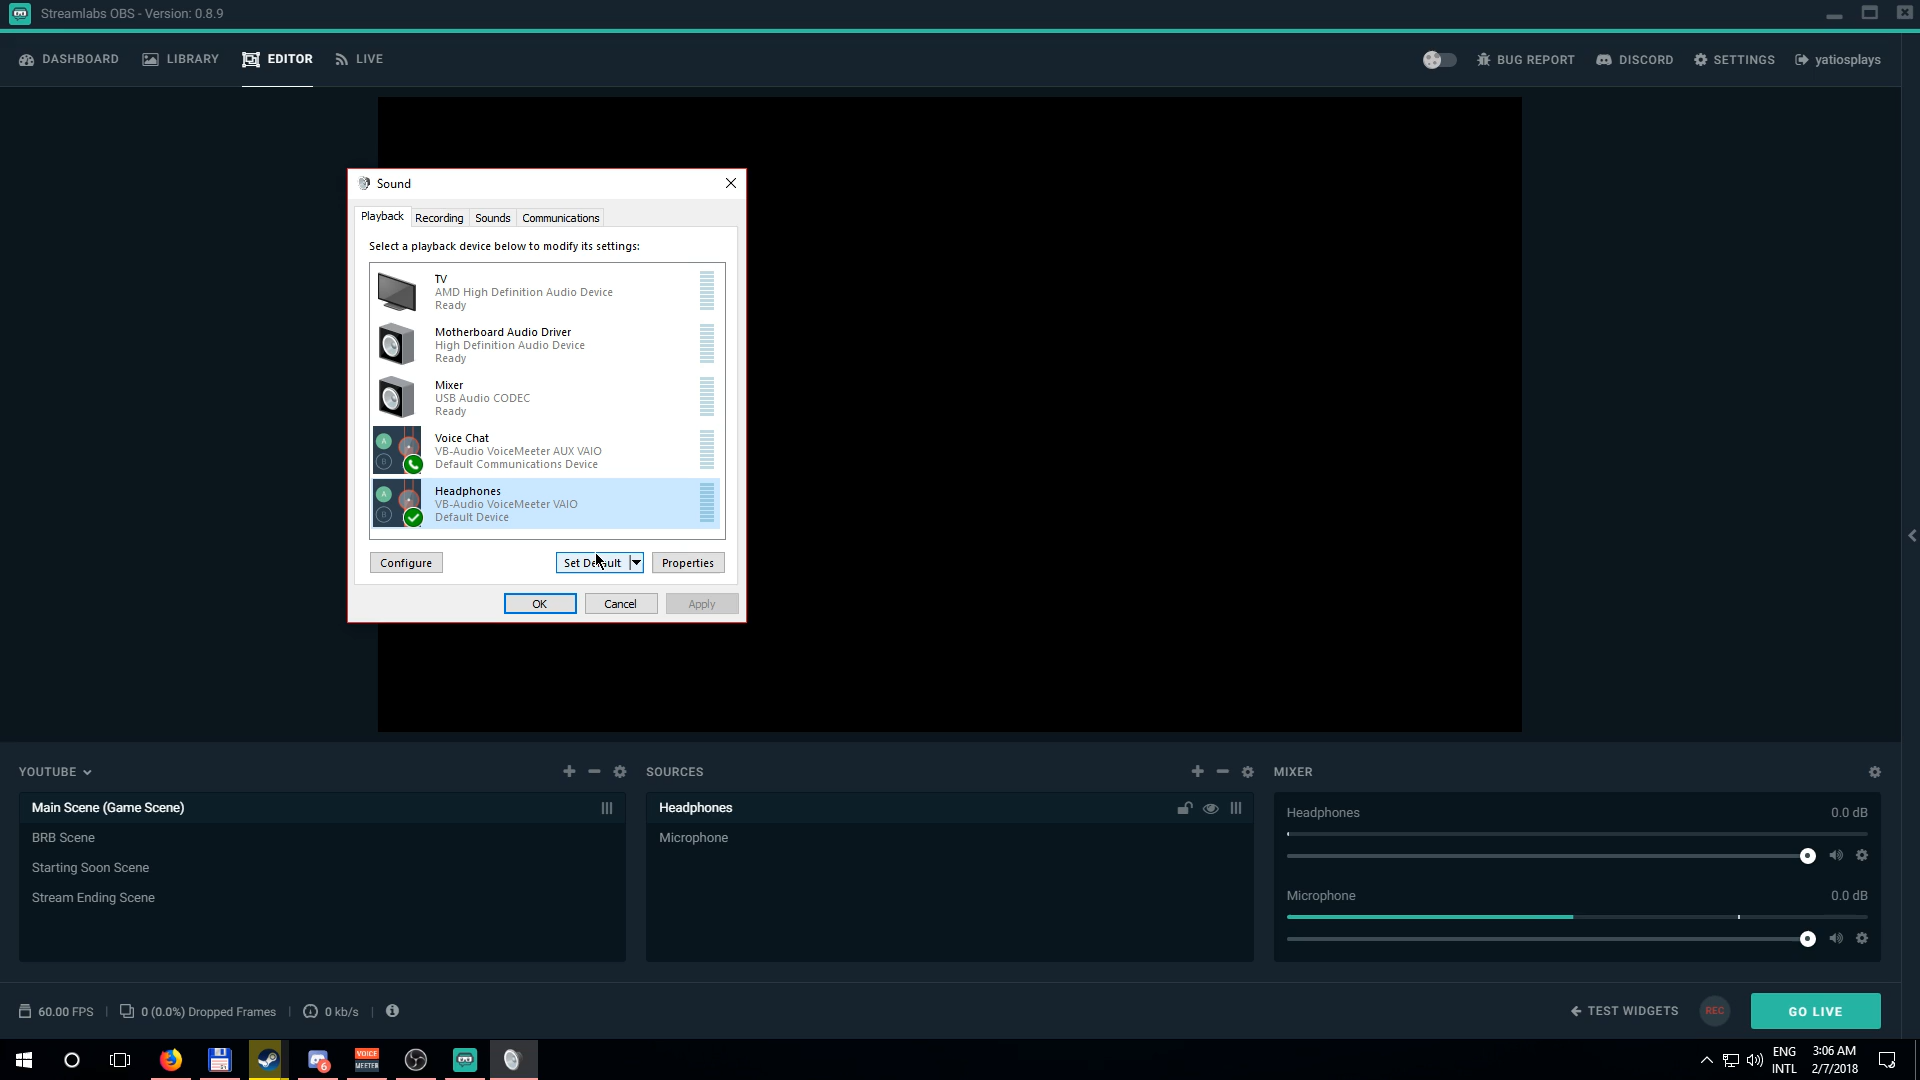 Streamlabs OBS - Version: 0.8.9
DASHBOARD
LIBRARY
EDITOR
LIVE
BUG REPORT
DISCORD
SETTINGS
yatiosplays
Sound
Playback
Recording
Sounds
Communications
Select a playback device below to modify its settings:
TV
AMD High Definition Audio Device
Ready
Motherboard Audio Driver
High Definition Audio Device
Ready
Mixer
USB Audio CODEC
Ready
Voice Chat
VB-Audio VoiceMeeter AUX VAIO
Default Communications Device
Headphones
VB-Audio VoiceMeeter VAIO
Default Device
Configure
Set Default
Properties
OK
Cancel
Apply
YOUTUBE
Main Scene (Game Scene)
BRB Scene
Starting Soon Scene
Stream Ending Scene
SOURCES
Headphones
Microphone
MIXER
Headphones
0.0 dB
Microphone
0.0 dB
60.00 FPS
0 (0.0%) Dropped Frames
0 kb/s
TEST WIDGETS
REC
GO LIVE
6
VOICE
MEETER
ENG
INTL
3:06 AM
2/7/2018